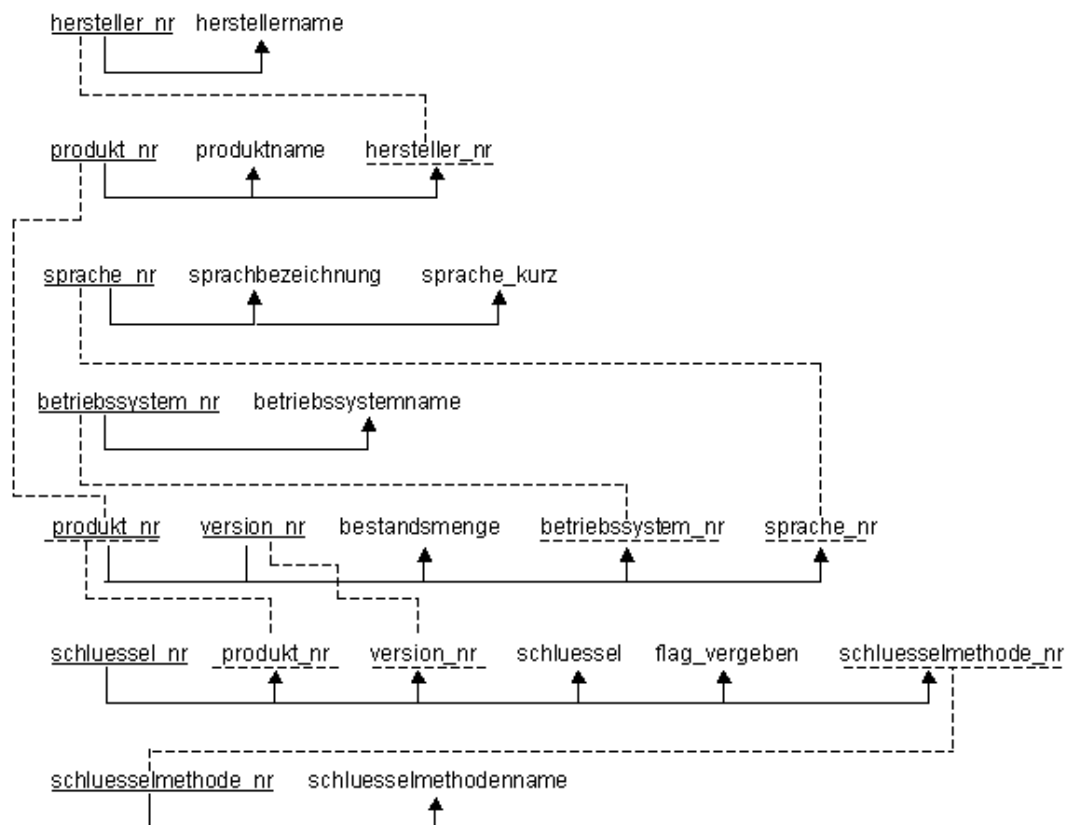 hersteller_nr herstellername
produkt_nr produktname hersteller_nr
sprache_nr sprachbezeichnung sprache_kurz
betriebssystem_nr betriebssystemname
produkt_nr version_nr bestandsmenge betriebssystem_nr sprache_nr
schluessel_nr produkt_nr version_nr schluessel flag_vergeben schluesselmethode_nr
schluesselmethode_nr schluesselmethodenname